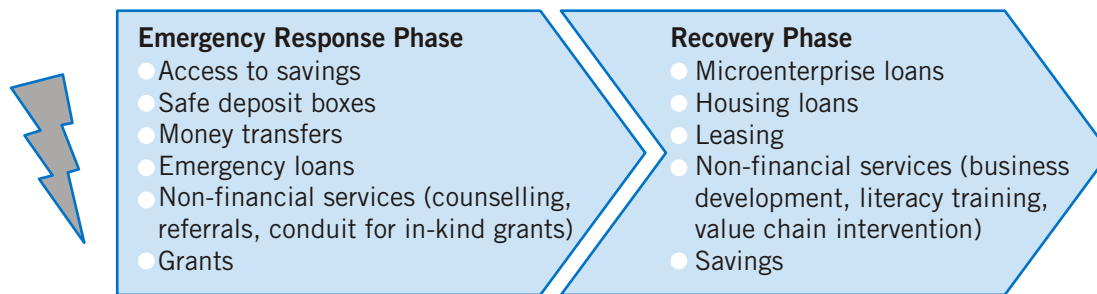 Emergency Response Phase
Access to savings
Safe deposit boxes
Money transfers
Emergency loans
Non-financial services (counselling,
referrals, conduit for in-kind grants)
Grants
Recovery Phase
Microenterprise loans
Housing loans
Leasing
Non-financial services (business
development, literacy training,
value chain intervention)
Savings